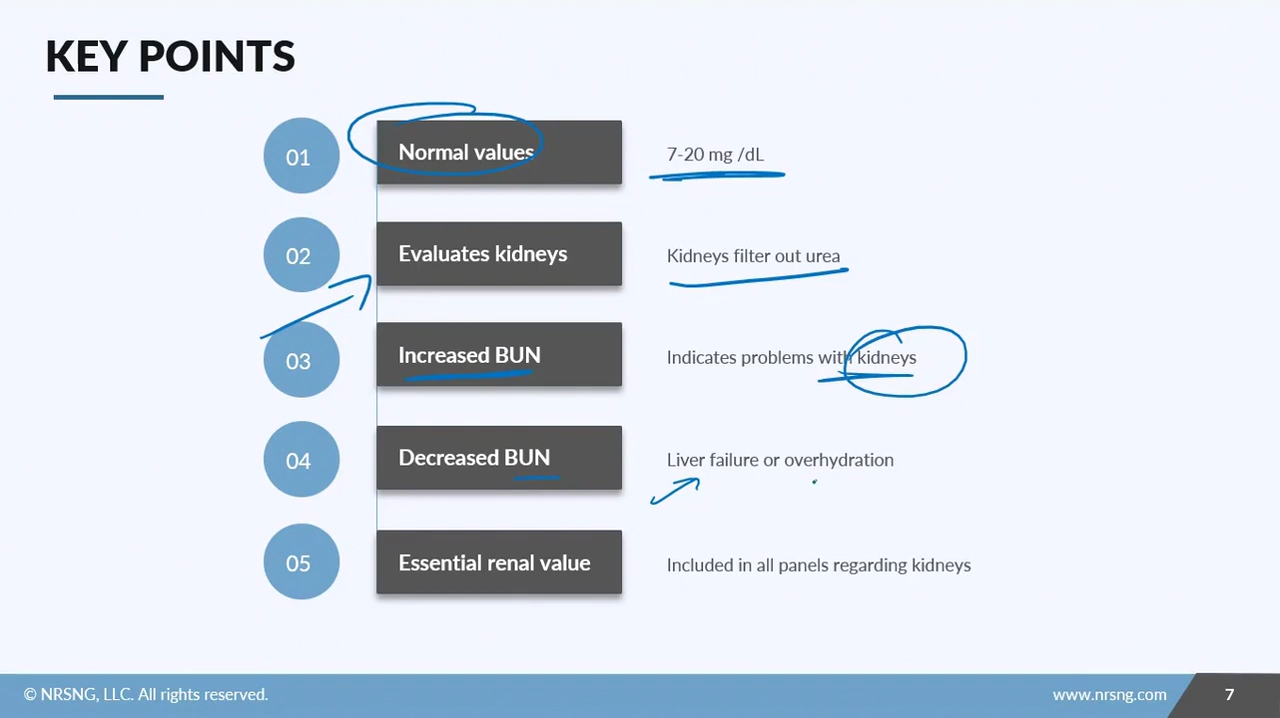 KEY POINTS
01 Normal values 7-20 mg /dL
02 Evaluates kidneys Kidneys filter out urea
03 Increased BUN Indicates problems with kidneys
04 Decreased BUN Liver failure or overhydration
05 Essential renal value Included in all panels regarding kidneys
© NRSNG, LLC. All rights reserved. www.nrsng.com 7